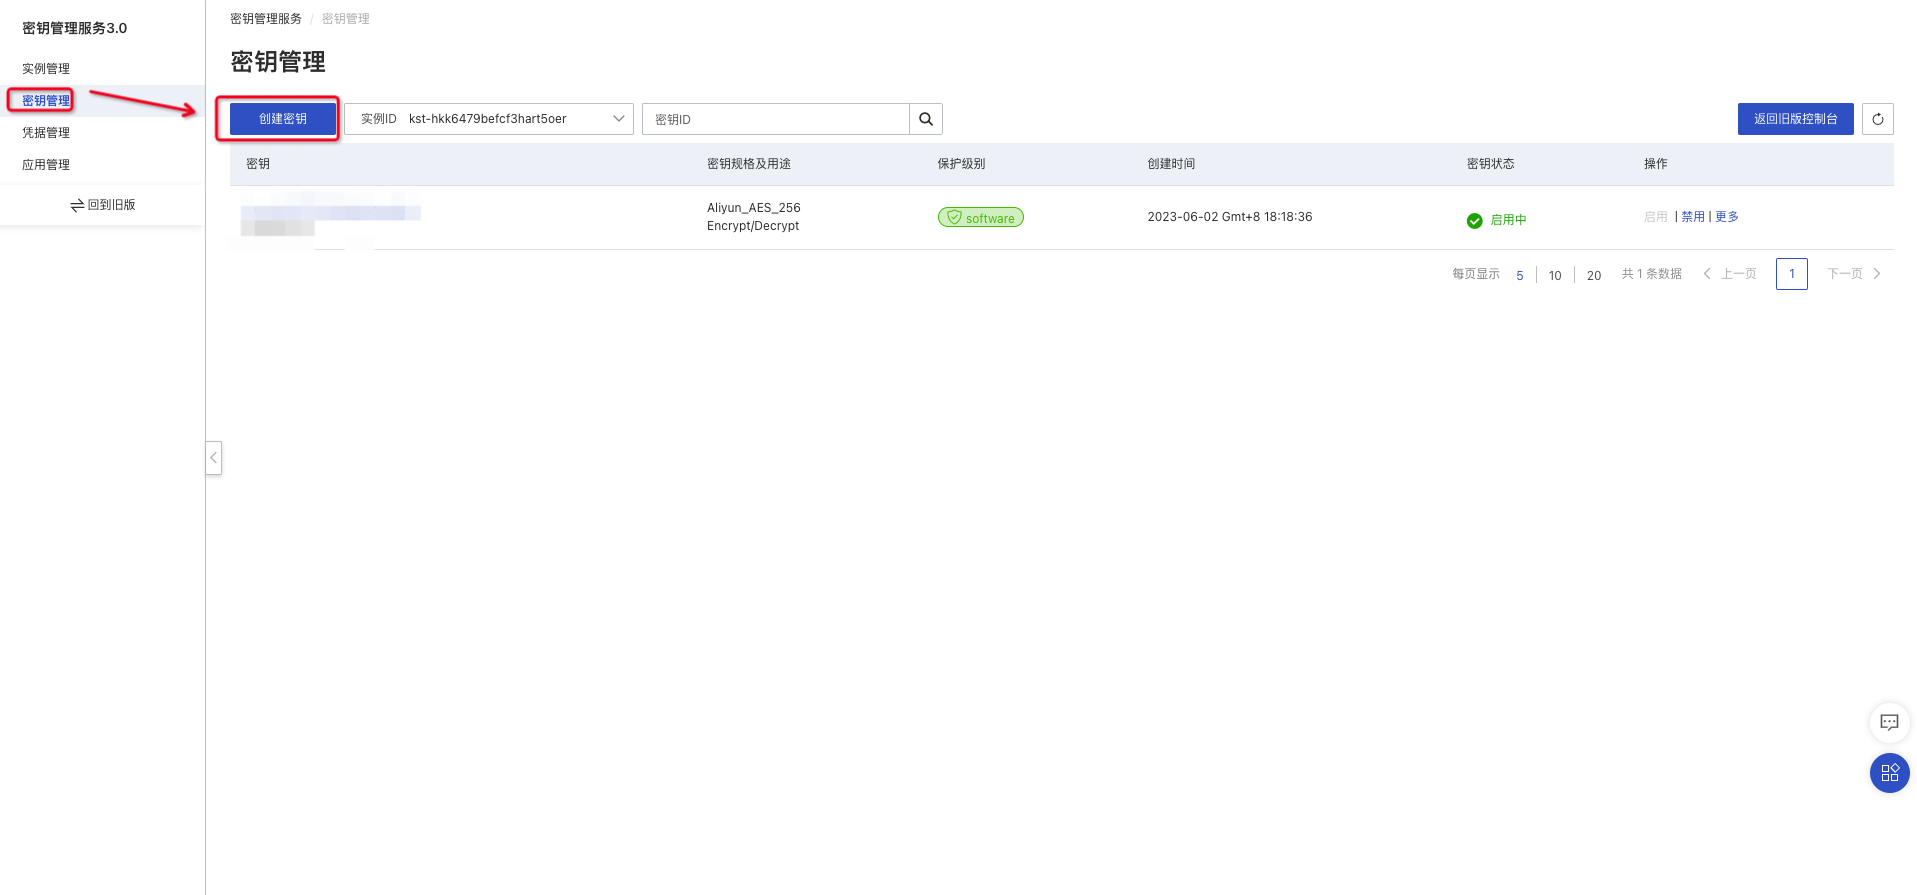 密钥管理服务3.0
实例管理
密钥管理
凭据管理
应用管理
回到旧版
密钥管理服务 / 密钥管理
密钥管理
创建密钥
实例ID kst-hkk6479befcf3hart5oer
密钥ID
返回旧版控制台
密钥 密钥规格及用途 保护级别 创建时间 密钥状态 操作
Aliyun_AES_256
Encrypt/Decrypt
software
2023-06-02 Gmt+8 18:18:36
启用中
启用 | 禁用 | 更多
每页显示 5 10 20 共 1 条数据 上一页 1 下一页